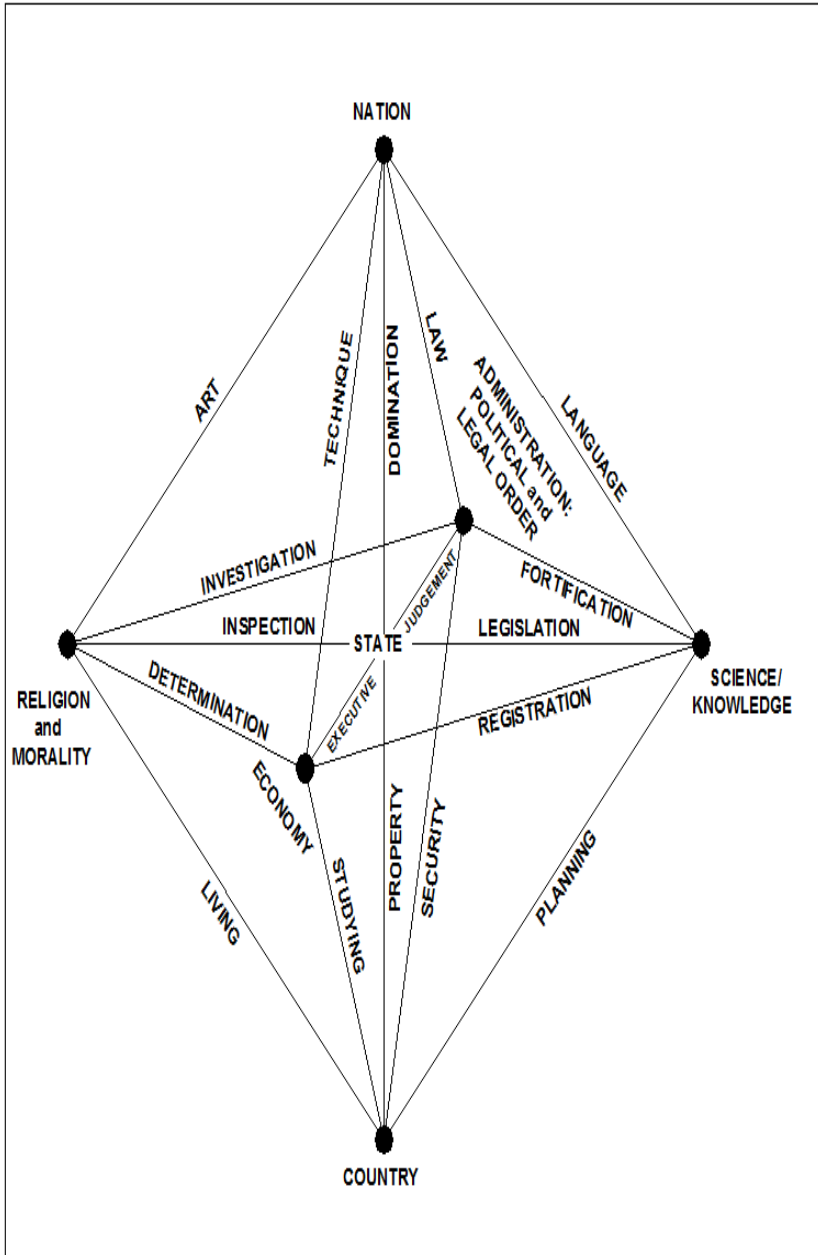 NATION
ART
TECHNIQUE
DOMINATION
LAW
ADMINISTRATION:
POLITICAL and
LEGAL ORDER
LANGUAGE
INVESTIGATION
FORTIFICATION
INSPECTION
STATE
JUDGEMENT
LEGISLATION
RELIGION
and
MORALITY
SCIENCE/
KNOWLEDGE
DETERMINATION
EXECUTIVE
REGISTRATION
ECONOMY
LIVING
STUDYING
PROPERTY
SECURITY
PLANNING
COUNTRY